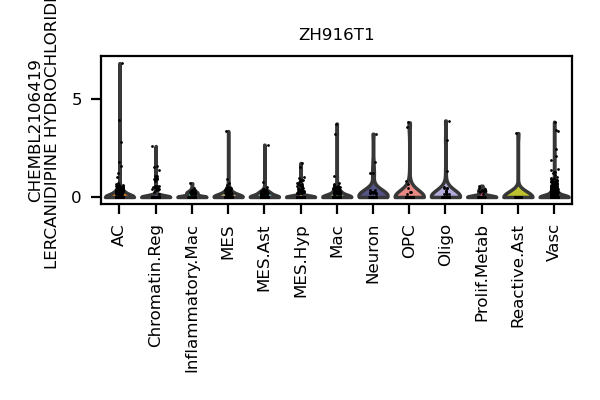 ZH916T1
CHEMBL2106419
LERCANIDIPINE HYDROCHLORID
5
0
AC
Chromatin.Reg
Inflammatory.Mac
MES
MES.Ast
MES.Hyp
Mac
Neuron
OPC
Oligo
Prolif.Metab
Reactive.Ast
Vasc